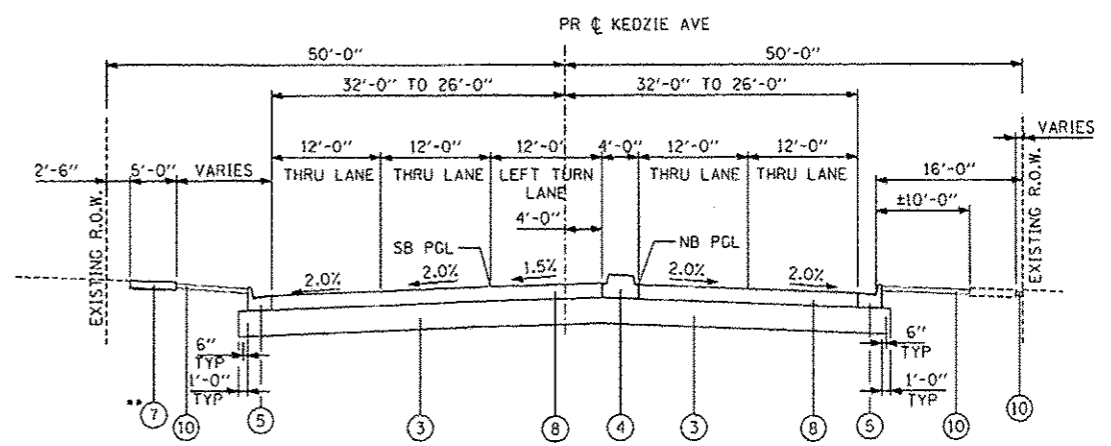 PR ℄ KEDZIE AVE
50'-0" 50'-0"
32'-0" TO 26'-0" 32'-0" TO 26'-0"
VARIES
2'-6" 5'-0" VARIES 12'-0" 12'-0" 12'-0" 4'-0" 12'-0" 12'-0" 16'-0"
THRU LANE THRU LANE LEFT TURN LANE THRU LANE THRU LANE
±10'-0"
4'-0"
EXISTING R.O.W. EXISTING R.O.W.
SB PGL NB PGL
2.0% 2.0% 1.5% 2.0% 2.0%
6" TYP 6" TYP
1'-0" TYP 1'-0" TYP
** 7 10 5 3 8 4 3 8 5 10 10